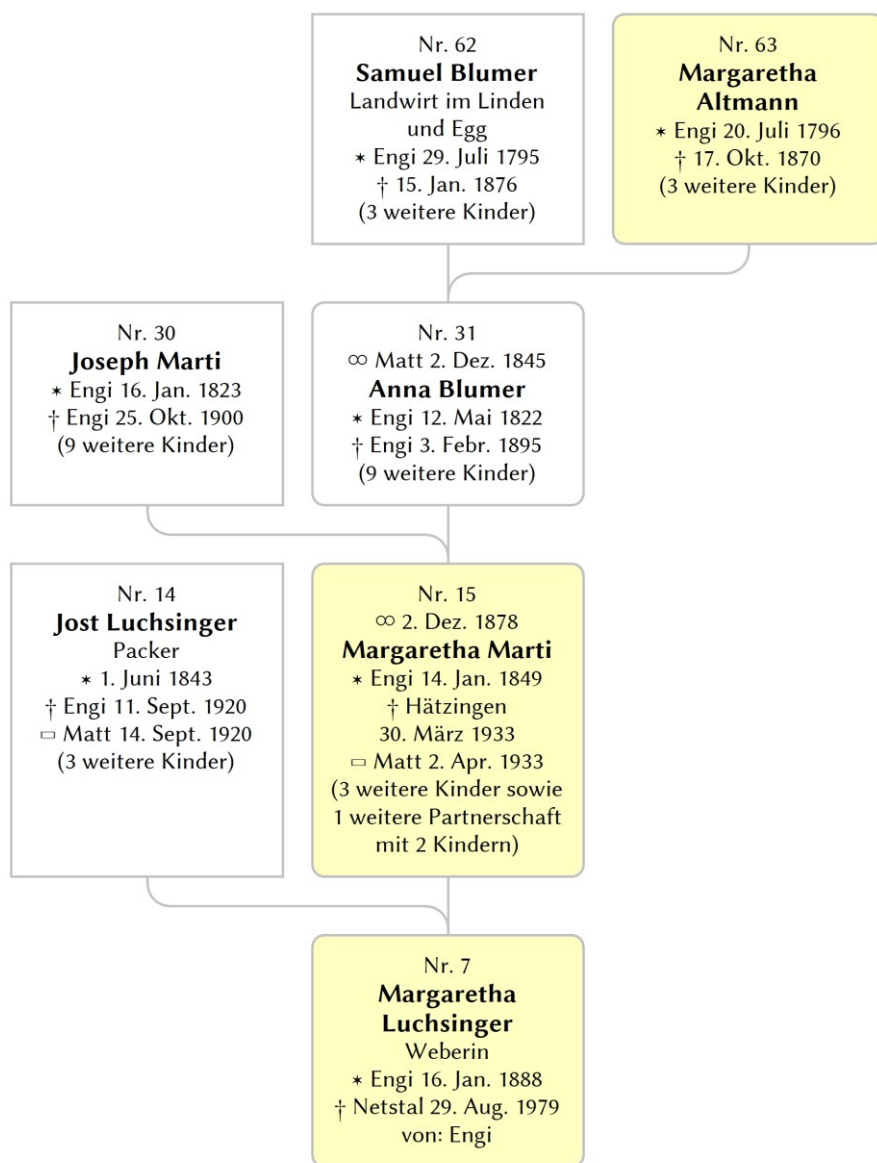 Nr. 62
Samuel Blumer
Landwirt im Linden
und Egg
* Engi 29. Juli 1795
† 15. Jan. 1876
(3 weitere Kinder)
Nr. 63
Margaretha
Altmann
* Engi 20. Juli 1796
† 17. Okt. 1870
(3 weitere Kinder)
Nr. 30
Joseph Marti
* Engi 16. Jan. 1823
† Engi 25. Okt. 1900
(9 weitere Kinder)
Nr. 31
∞ Matt 2. Dez. 1845
Anna Blumer
* Engi 12. Mai 1822
† Engi 3. Febr. 1895
(9 weitere Kinder)
Nr. 14
Jost Luchsinger
Packer
* 1. Juni 1843
† Engi 11. Sept. 1920
▭ Matt 14. Sept. 1920
(3 weitere Kinder)
Nr. 15
∞ 2. Dez. 1878
Margaretha Marti
* Engi 14. Jan. 1849
† Hätzingen
30. März 1933
▭ Matt 2. Apr. 1933
(3 weitere Kinder sowie
1 weitere Partnerschaft
mit 2 Kindern)
Nr. 7
Margaretha
Luchsinger
Weberin
* Engi 16. Jan. 1888
† Netstal 29. Aug. 1979
von: Engi